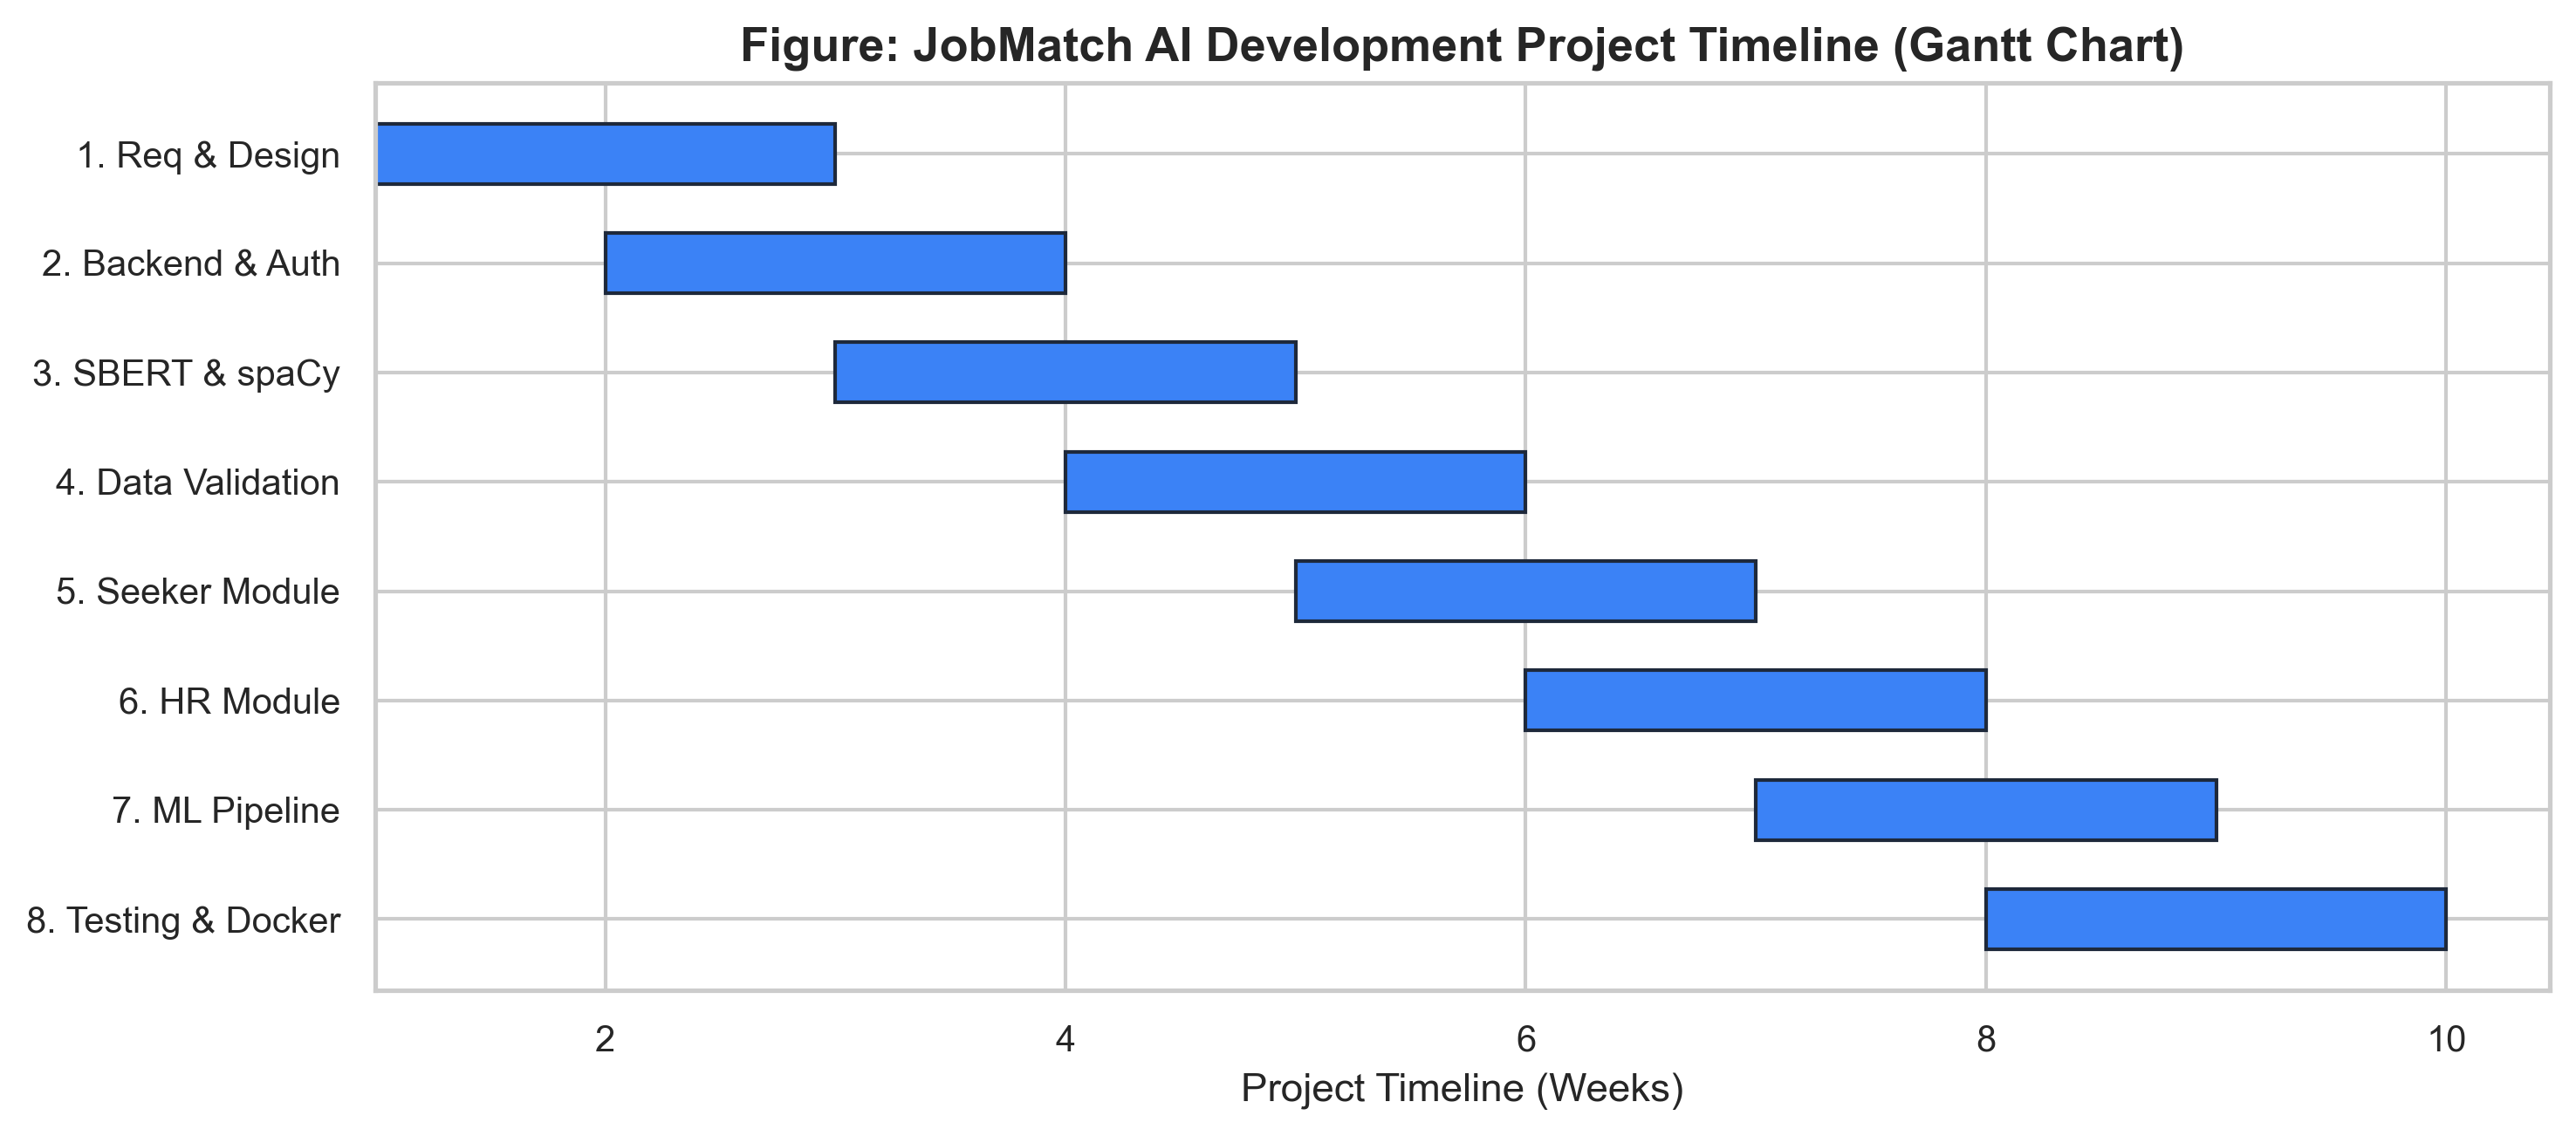 Figure: JobMatch AI Development Project Timeline (Gantt Chart)
1. Req & Design
2. Backend & Auth
3. SBERT & spaCy
4. Data Validation
5. Seeker Module
6. HR Module
7. ML Pipeline
8. Testing & Docker
2 4 6 8 10
Project Timeline (Weeks)